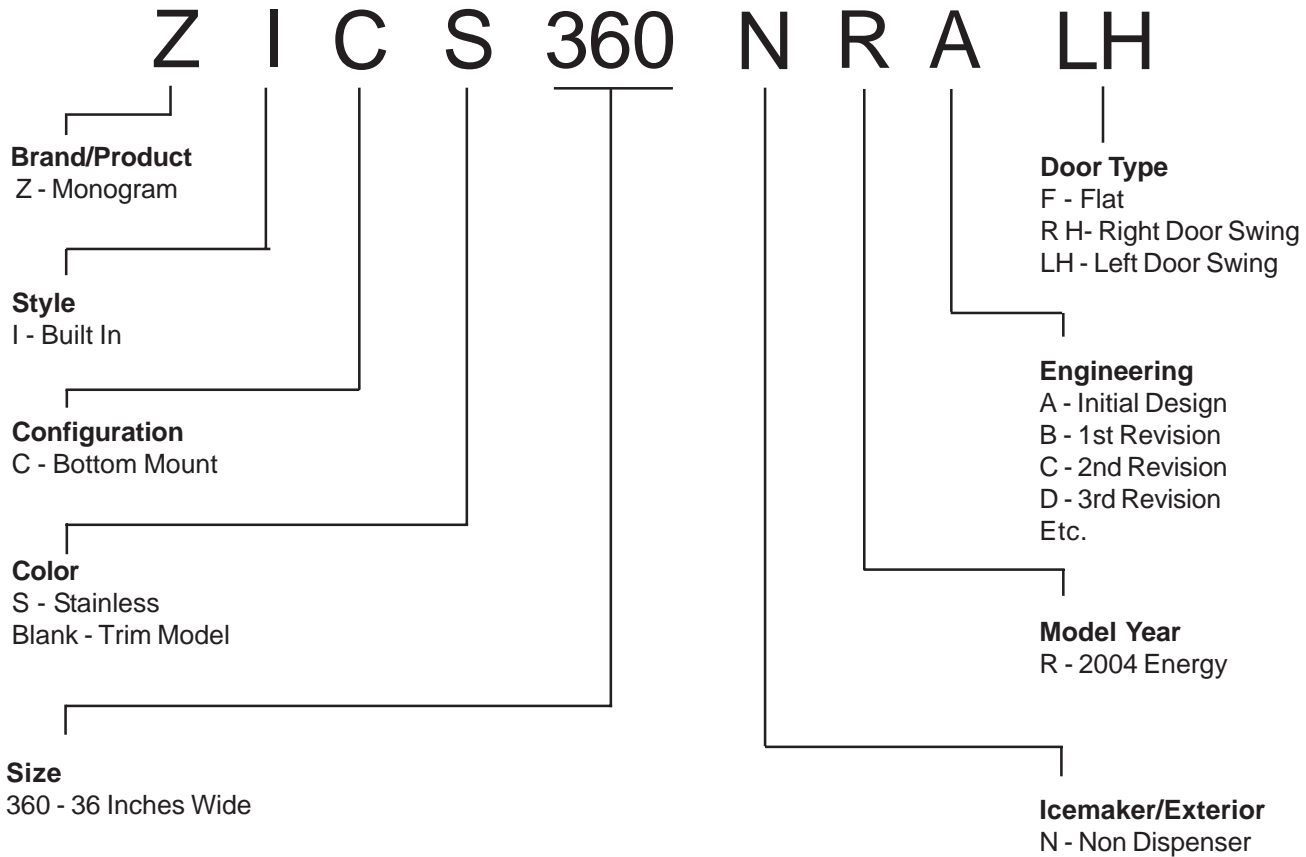 Z I C S 360 N R A LH
Brand/Product
Z - Monogram
Style
I - Built In
Configuration
C - Bottom Mount
Color
S - Stainless
Blank - Trim Model
Size
360 - 36 Inches Wide
Door Type
F - Flat
R H- Right Door Swing
LH - Left Door Swing
Engineering
A - Initial Design
B - 1st Revision
C - 2nd Revision
D - 3rd Revision
Etc.
Model Year
R - 2004 Energy
Icemaker/Exterior
N - Non Dispenser